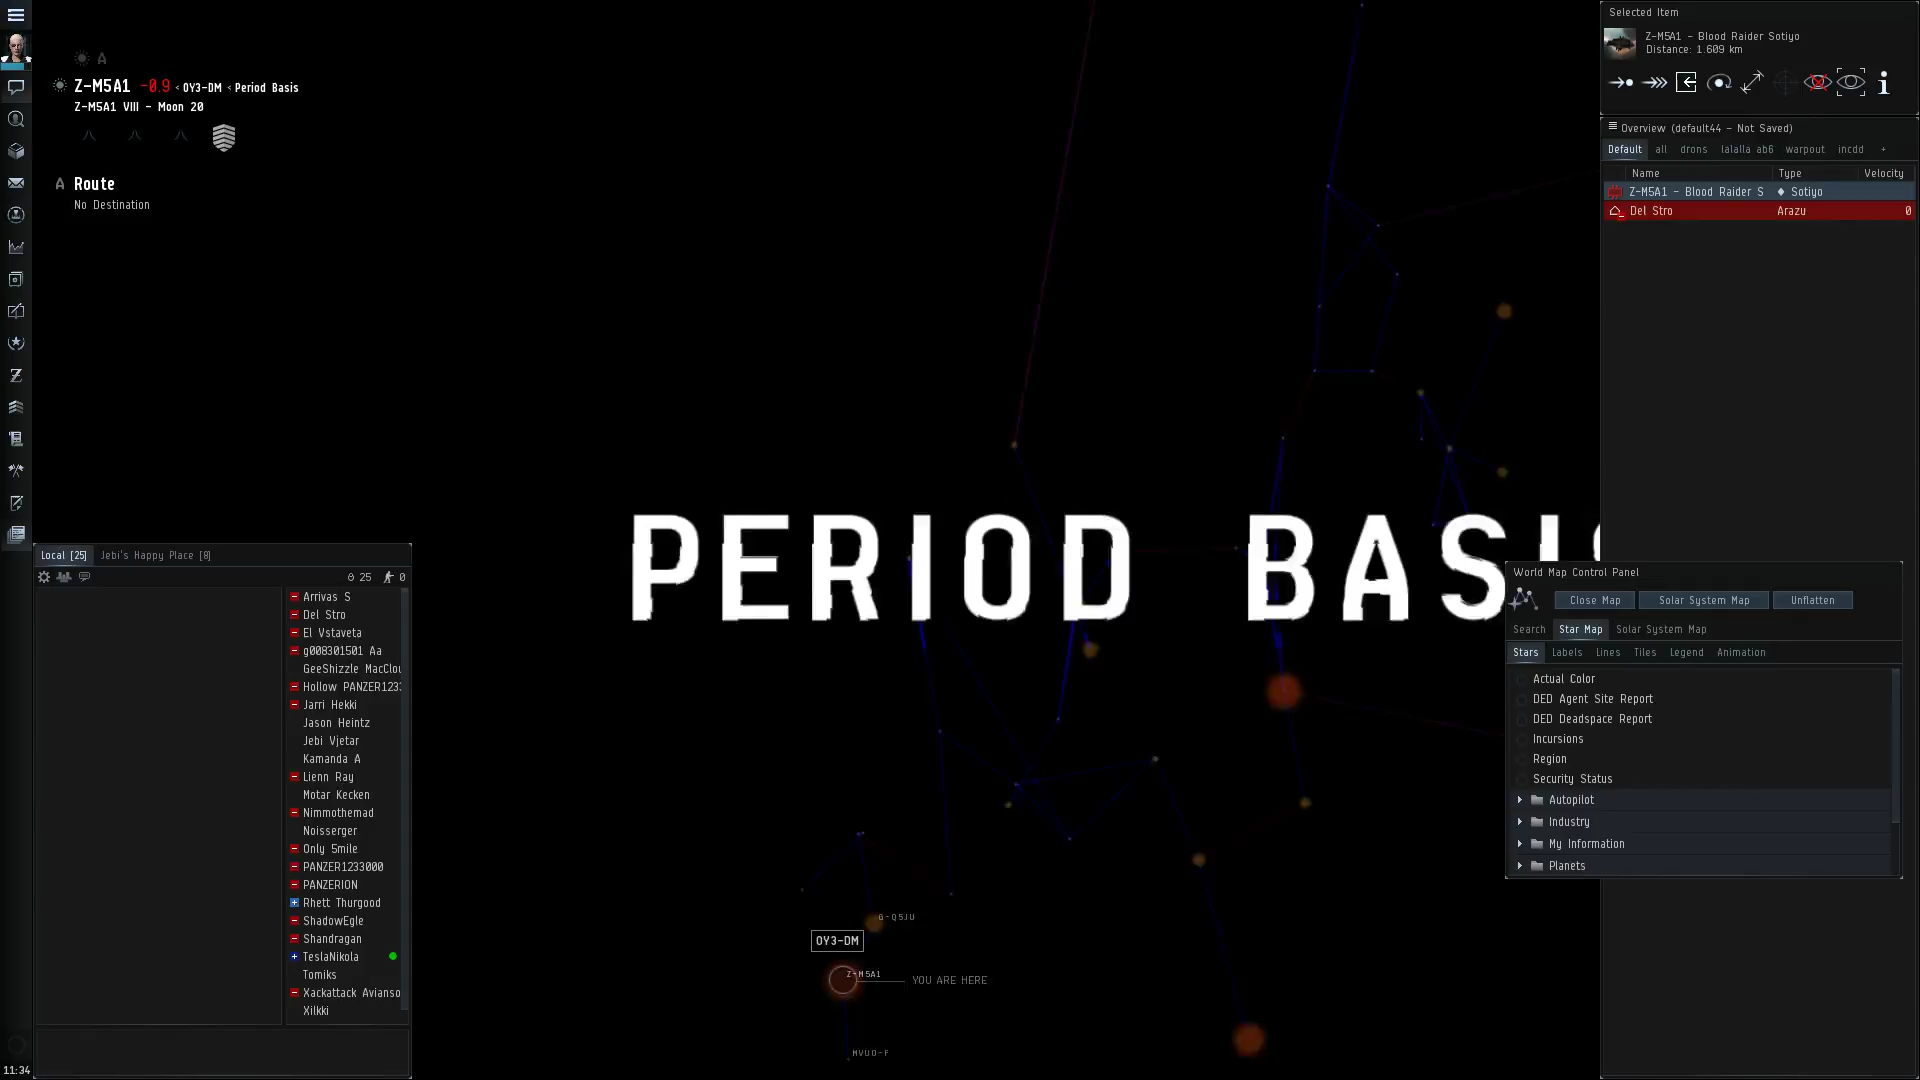 Z-M5A1 -0.9 < OY3-DM < Period Basis
Z-M5A1 VIII - Moon 20
Route
No Destination
PERIOD BASIS
G-Q5JU
OY3-DM
Z-M5A1
YOU ARE HERE
MVUO-F
Local [25]
Jebi's Happy Place [8]
25
0
Arrivas S
Del Stro
El Vstaveta
g008301501 Aa
GeeShizzle MacClou
Hollow PANZER123
Jarri Hekki
Jason Heintz
Jebi Vjetar
Kamanda A
Lienn Ray
Motar Kecken
Nimmothemad
Noisserger
Only 5mile
PANZER1233000
PANZERION
Rhett Thurgood
ShadowEgle
Shandragan
TeslaNikola
Tomiks
Xackattack Avianso
Xilkki
11:34
Selected Item
Z-M5A1 - Blood Raider Sotiyo
Distance: 1.609 km
Overview (default44 - Not Saved)
Default all drons lalalla ab6 warpout incdd +
Name Type Velocity
Z-M5A1 - Blood Raider S Sotiyo
Del Stro Arazu 0
World Map Control Panel
Close Map Solar System Map Unflatten
Search Star Map Solar System Map
Stars Labels Lines Tiles Legend Animation
Actual Color
DED Agent Site Report
DED Deadspace Report
Incursions
Region
Security Status
Autopilot
Industry
My Information
Planets